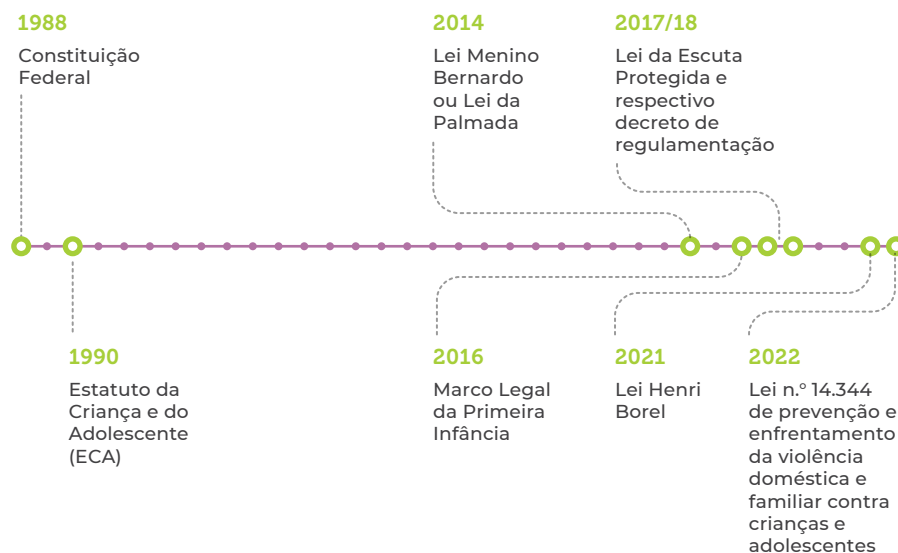 1988
Constituição
Federal
2014
Lei Menino
Bernardo
ou Lei da
Palmada
2017/18
Lei da Escuta
Protegida e
respectivo
decreto de
regulamentação
1990
Estatuto da
Criança e do
Adolescente
(ECA)
2016
Marco Legal
da Primeira
Infância
2021
Lei Henri
Borel
2022
Lei n.º 14.344
de prevenção e
enfrentamento
da violência
doméstica e
familiar contra
crianças e
adolescentes